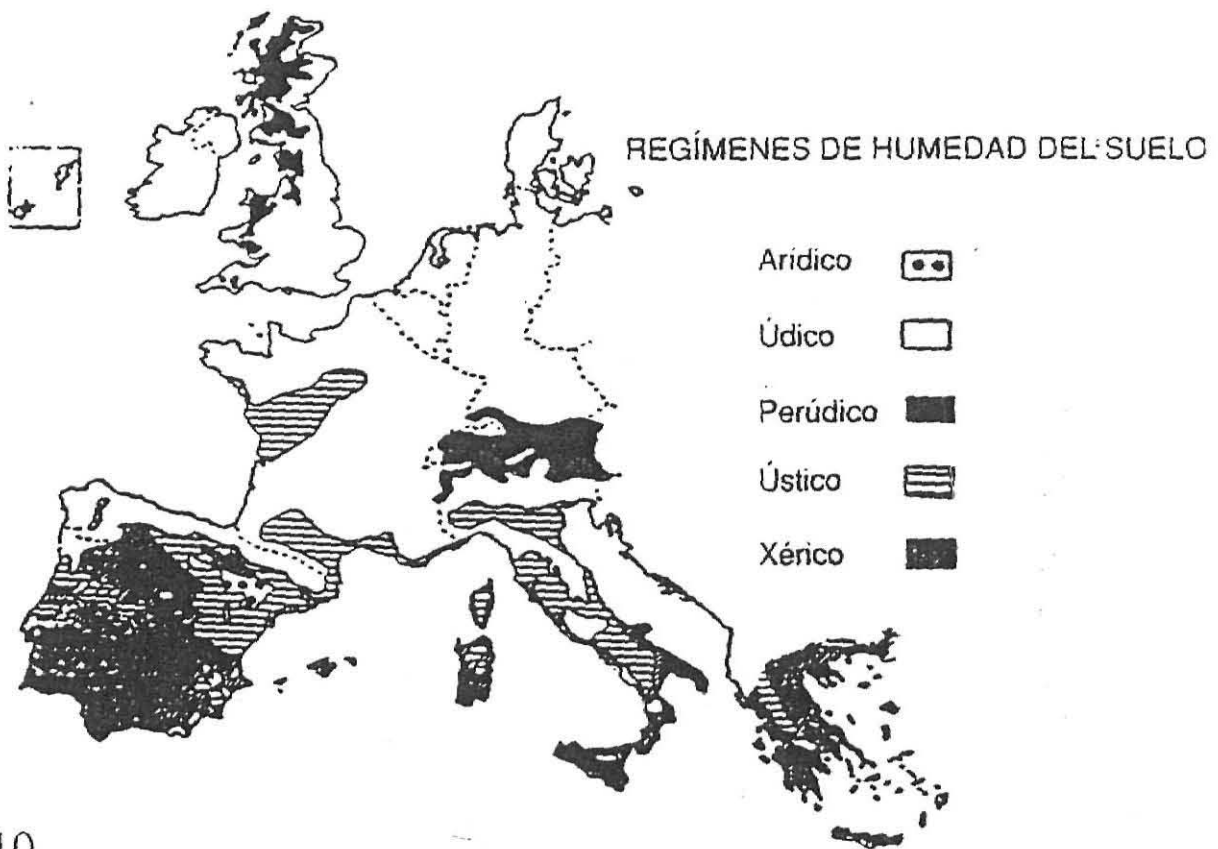 REGÍMENES DE HUMEDAD DEL SUELO
Arídico
Údico
Perúdico
Ústico
Xérico